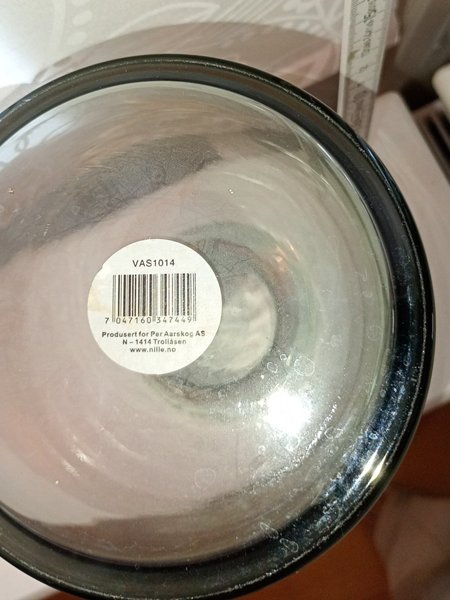 VAS1014
7 047160 347449
Produsert for Per Aarskog AS
N – 1414 Trollåsen
www.nille.no